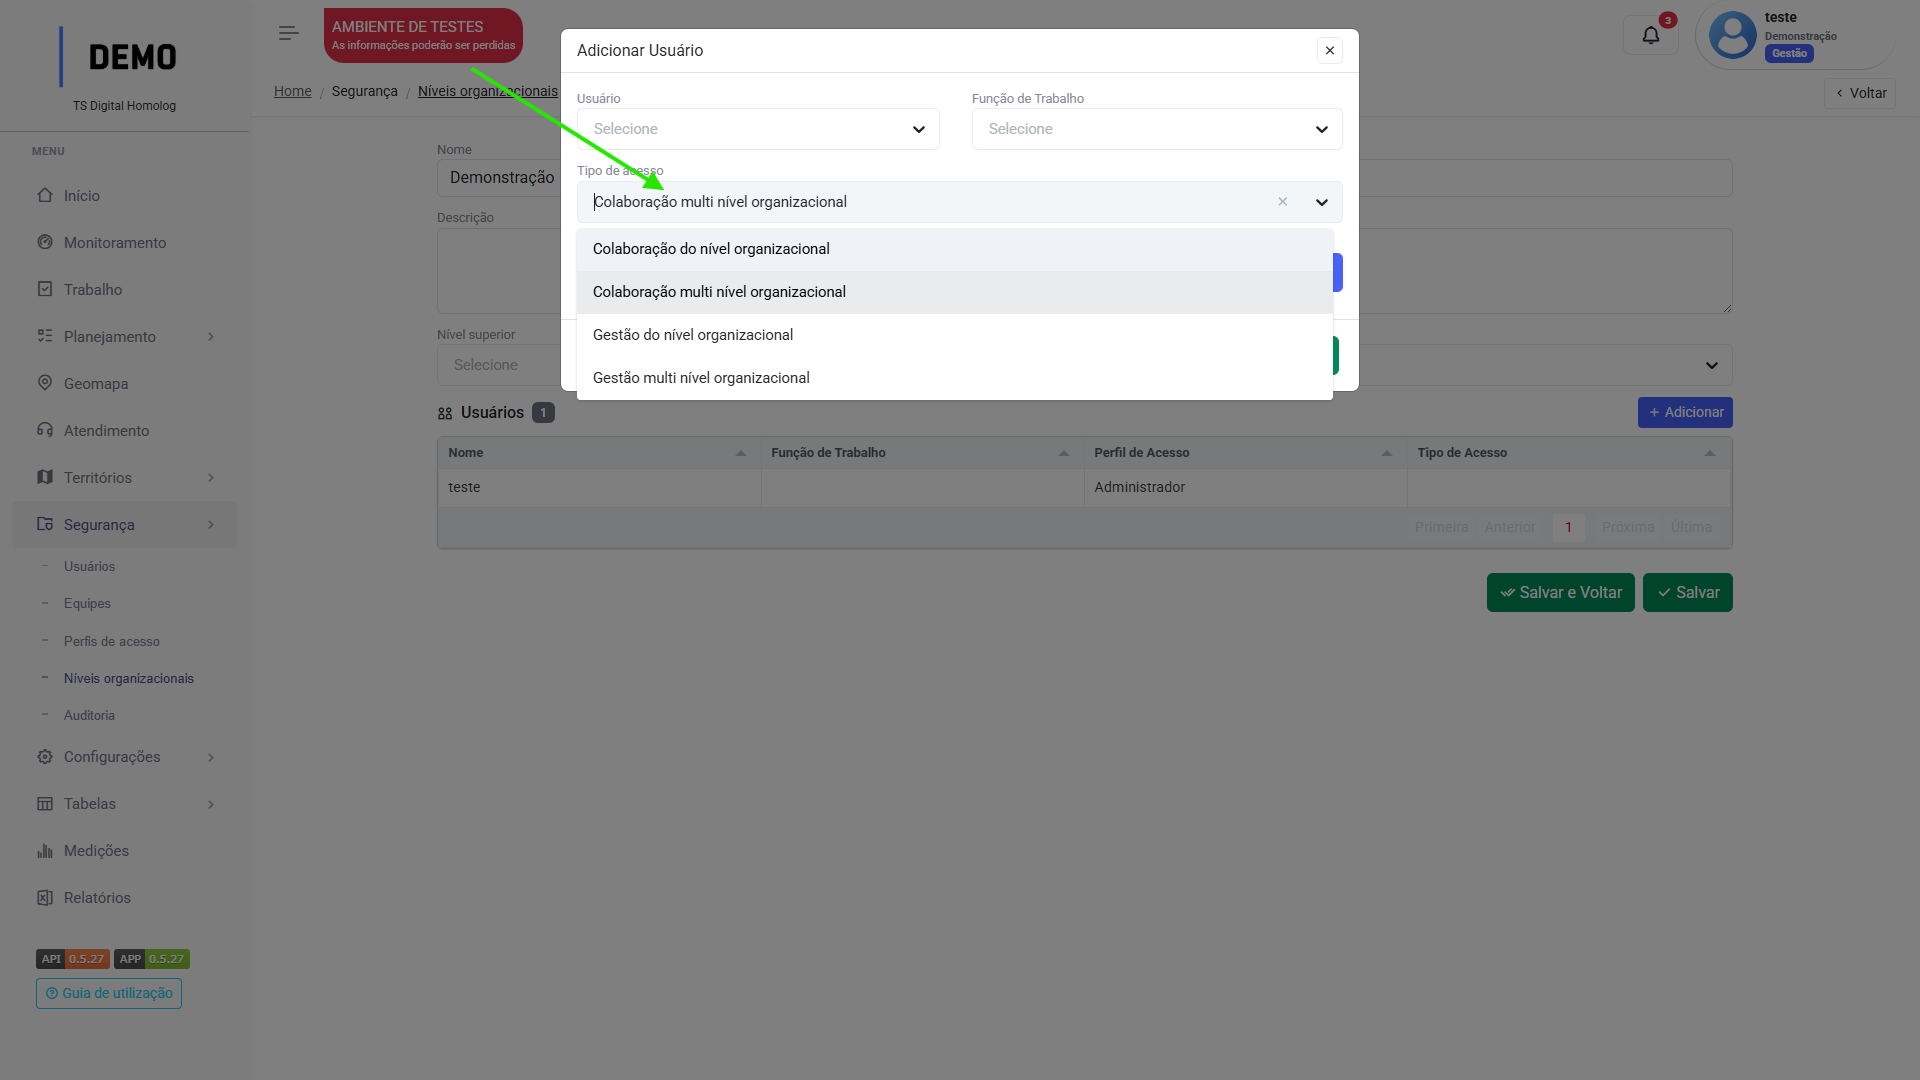 DEMO
TS Digital Homolog
MENU
Início
Monitoramento
Trabalho
Planejamento
Geomapa
Atendimento
Territórios
Segurança
Usuários
Equipes
Perfis de acesso
Níveis organizacionais
Auditoria
Configurações
Tabelas
Medições
Relatórios
API 0.5.27 APP 0.5.27
Guia de utilização
AMBIENTE DE TESTES
As informações poderão ser perdidas
Home / Segurança / Níveis organizacionais
3
teste
Demonstração
Gestão
Voltar
Nome
Demonstração
Descrição
Nível superior
Selecione
Adicionar Usuário
Usuário
Selecione
Função de Trabalho
Selecione
Tipo de acesso
Colaboração multi nível organizacional
Colaboração do nível organizacional
Colaboração multi nível organizacional
Gestão do nível organizacional
Gestão multi nível organizacional
Usuários 1
+ Adicionar
Nome Função de Trabalho Perfil de Acesso Tipo de Acesso
teste Administrador
Primeira Anterior 1 Próxima Última
Salvar e Voltar
Salvar